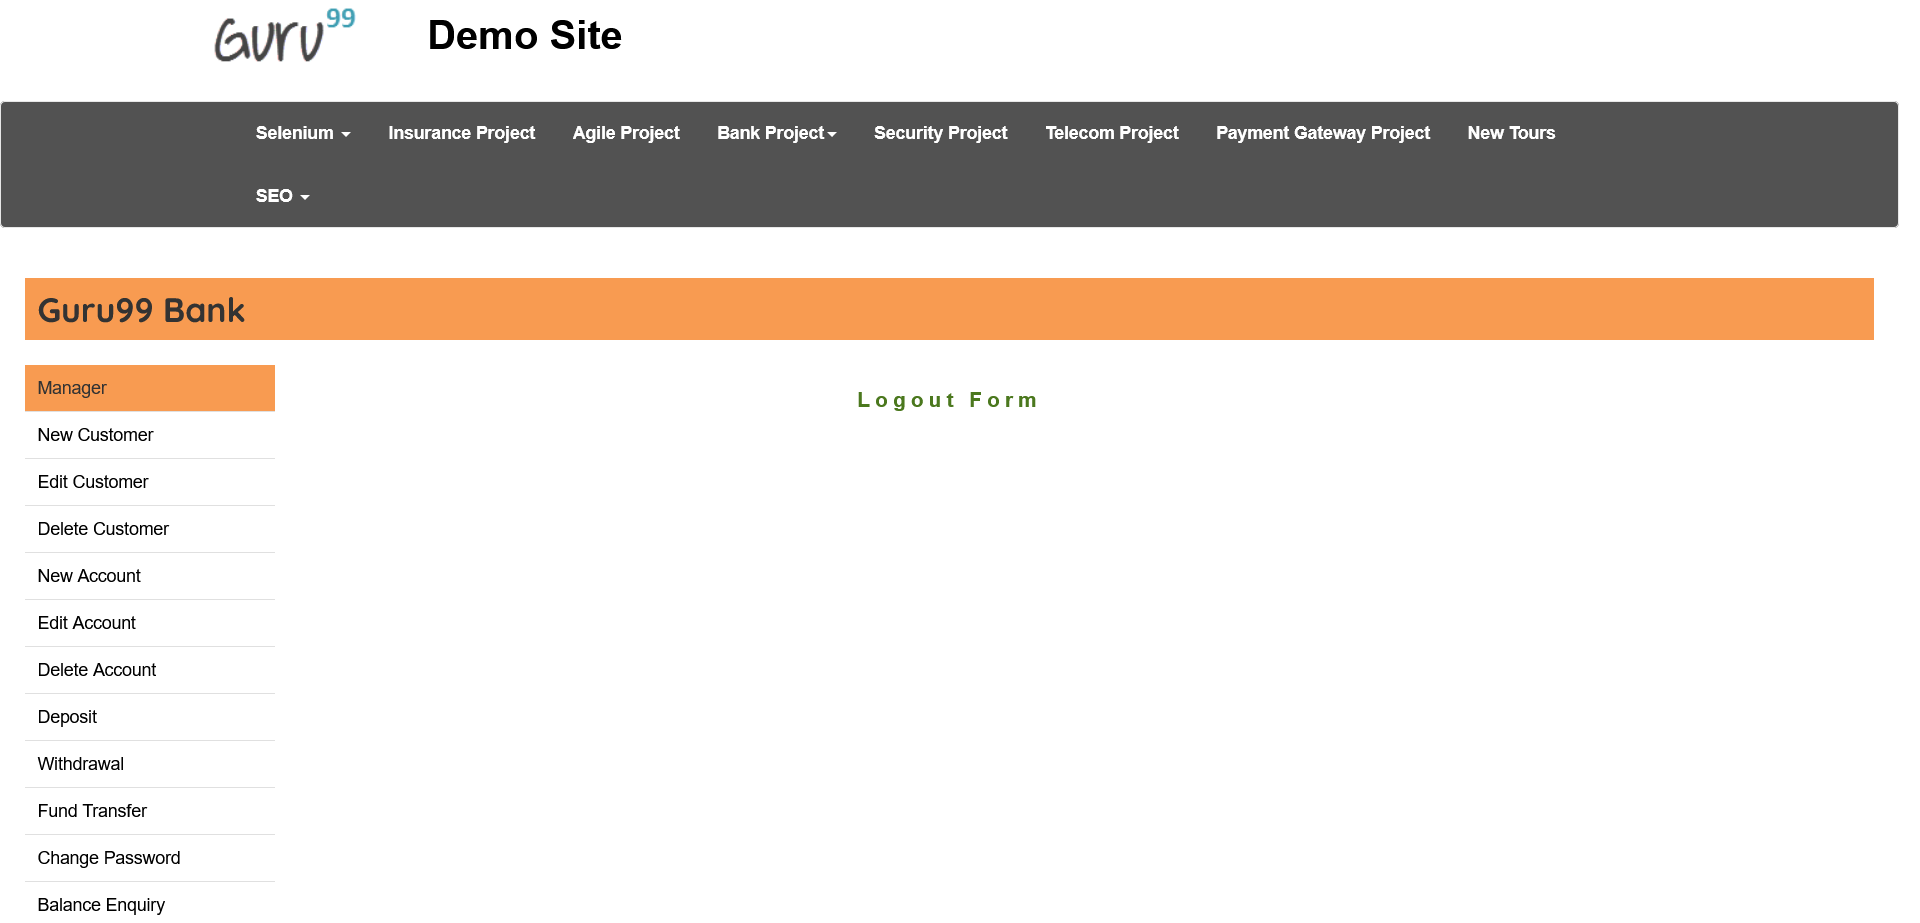 Guru99 Demo Site
Selenium Insurance Project Agile Project Bank Project Security Project Telecom Project Payment Gateway Project New Tours
SEO
Guru99 Bank
Manager
Logout Form
New Customer
Edit Customer
Delete Customer
New Account
Edit Account
Delete Account
Deposit
Withdrawal
Fund Transfer
Change Password
Balance Enquiry